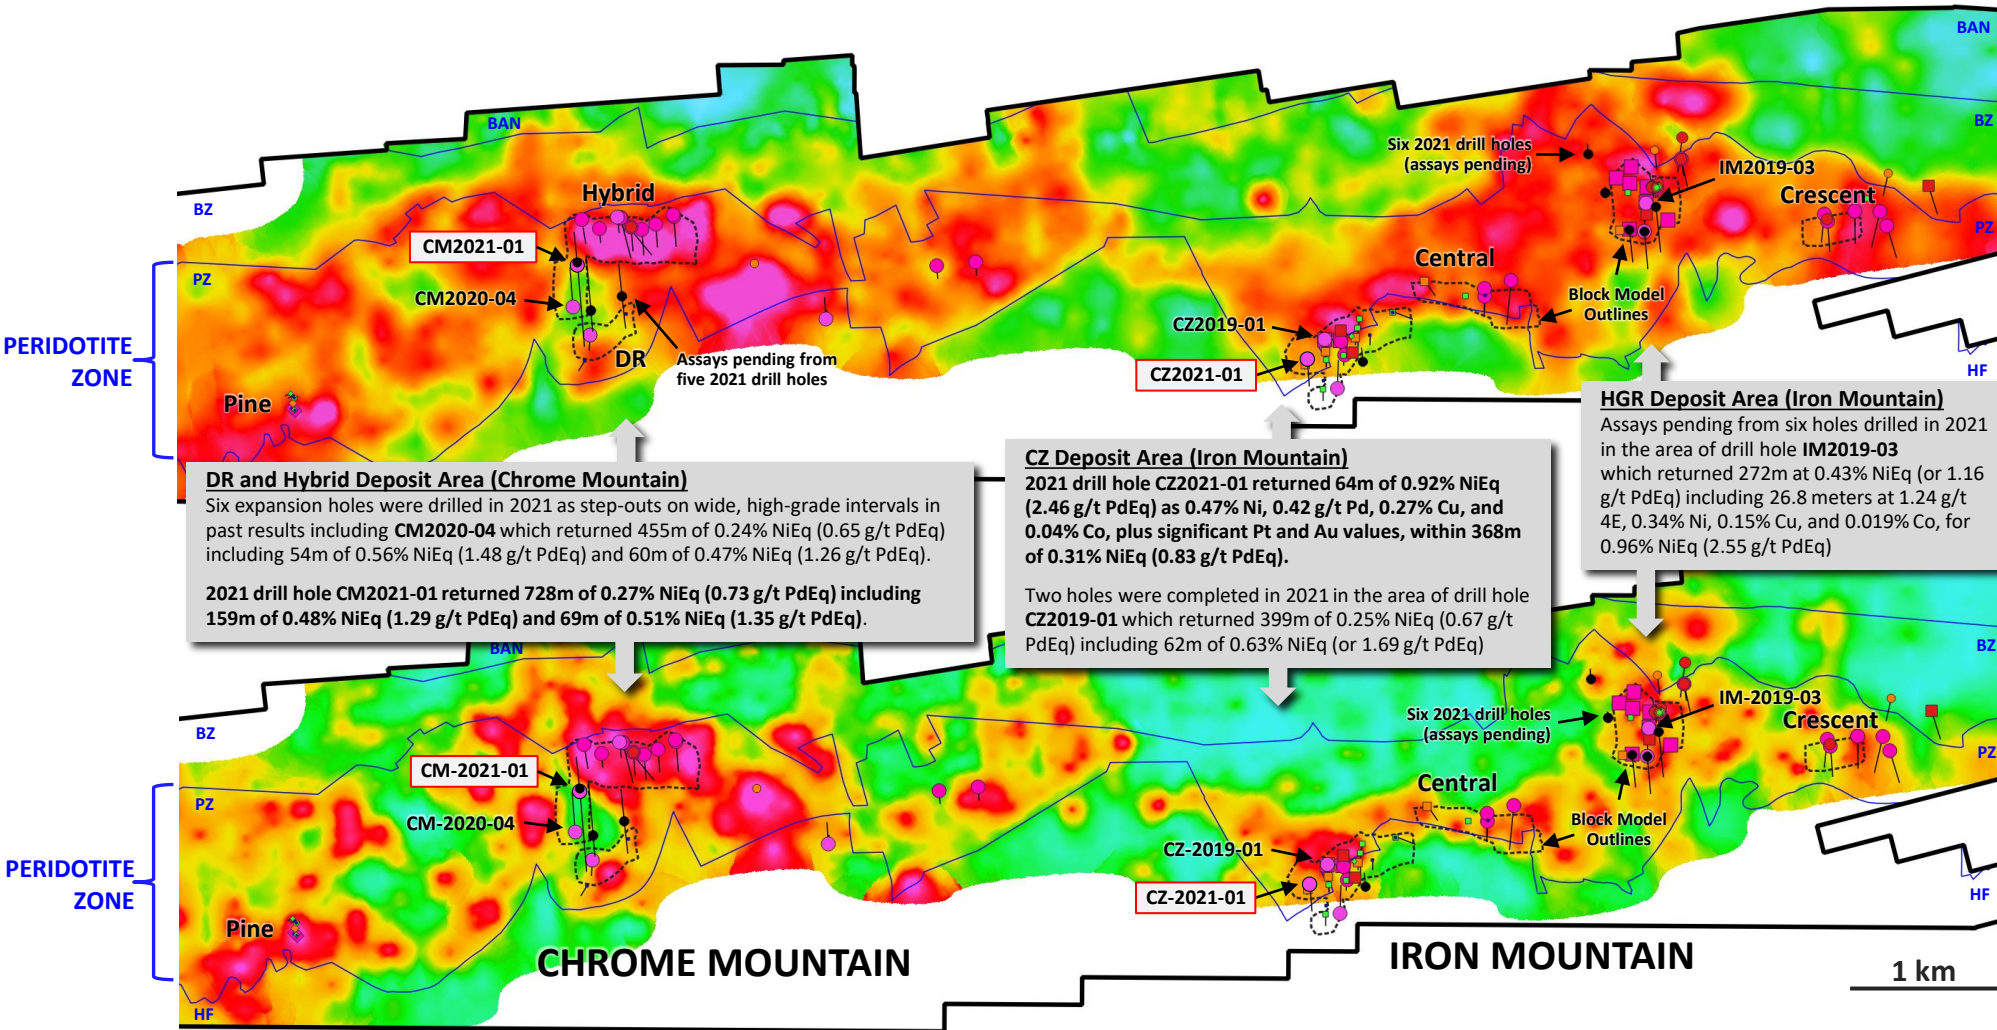 BAN
BAN
BZ
Six 2021 drill holes
(assays pending)
IM2019-03
Hybrid
Crescent
BZ
CM2021-01
PZ
Central
PZ
CM2020-04
Block Model
Outlines
CZ2019-01
PERIDOTITE
ZONE
DR
Assays pending from
five 2021 drill holes
CZ2021-01
HF
Pine
DR and Hybrid Deposit Area (Chrome Mountain)
Six expansion holes were drilled in 2021 as step-outs on wide, high-grade intervals in
past results including CM2020-04 which returned 455m of 0.24% NiEq (0.65 g/t PdEq)
including 54m of 0.56% NiEq (1.48 g/t PdEq) and 60m of 0.47% NiEq (1.26 g/t PdEq).
2021 drill hole CM2021-01 returned 728m of 0.27% NiEq (0.73 g/t PdEq) including
159m of 0.48% NiEq (1.29 g/t PdEq) and 69m of 0.51% NiEq (1.35 g/t PdEq).
CZ Deposit Area (Iron Mountain)
2021 drill hole CZ2021-01 returned 64m of 0.92% NiEq
(2.46 g/t PdEq) as 0.47% Ni, 0.42 g/t Pd, 0.27% Cu, and
0.04% Co, plus significant Pt and Au values, within 368m
of 0.31% NiEq (0.83 g/t PdEq).
Two holes were completed in 2021 in the area of drill hole
CZ2019-01 which returned 399m of 0.25% NiEq (0.67 g/t
PdEq) including 62m of 0.63% NiEq (or 1.69 g/t PdEq)
HGR Deposit Area (Iron Mountain)
Assays pending from six holes drilled in 2021
in the area of drill hole IM2019-03
which returned 272m at 0.43% NiEq (or 1.16
g/t PdEq) including 26.8 meters at 1.24 g/t
4E, 0.34% Ni, 0.15% Cu, and 0.019% Co, for
0.96% NiEq (2.55 g/t PdEq)
BAN
BZ
BZ
Six 2021 drill holes
(assays pending)
IM-2019-03
Crescent
CM-2021-01
PZ
PZ
Central
CM-2020-04
Block Model
Outlines
CZ-2019-01
PERIDOTITE
ZONE
CZ-2021-01
HF
Pine
CHROME MOUNTAIN
IRON MOUNTAIN
1 km
HF